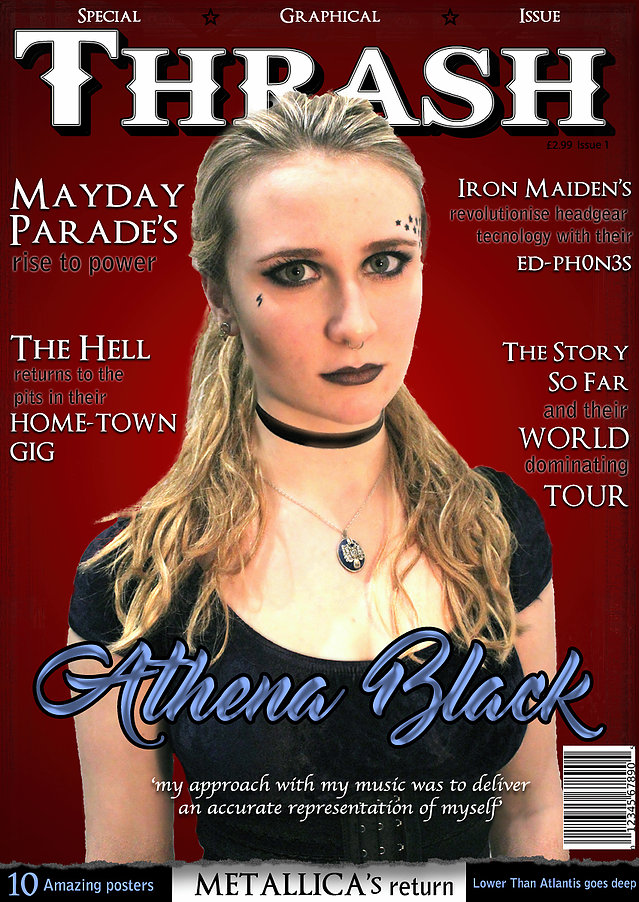 SPECIAL ☆ GRAPHICAL ☆ ISSUE
THRASH
£2.99 Issue 1
MAYDAY
PARADE'S
rise to power
IRON MAIDEN'S
revolutionise headgear
tecnology with their
ED-PH0N3S
THE HELL
returns to the
pits in their
HOME-TOWN
GIG
THE STORY
SO FAR
and their
WORLD
dominating
TOUR
Athena Black
'my approach with my music was to deliver
an accurate representation of myself'
12345 67890
10 Amazing posters
METALLICA'S return
Lower Than Atlantis goes deep